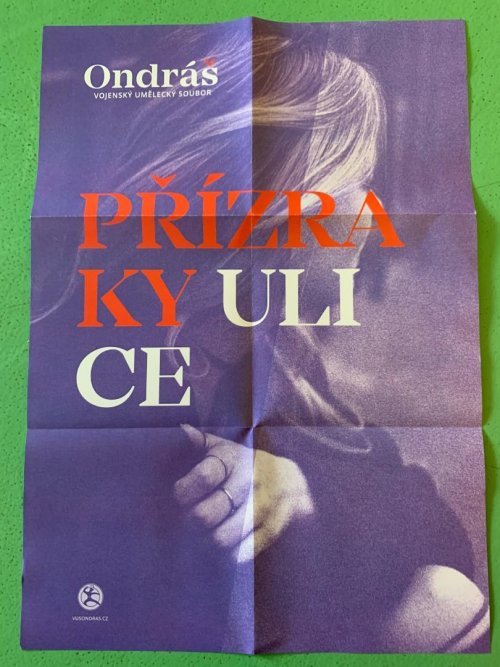 Ondráš
VOJENSKÝ UMĚLECKÝ SOUBOR
PŘÍZRA
KY ULI
CE
VUSONDRAS.CZ